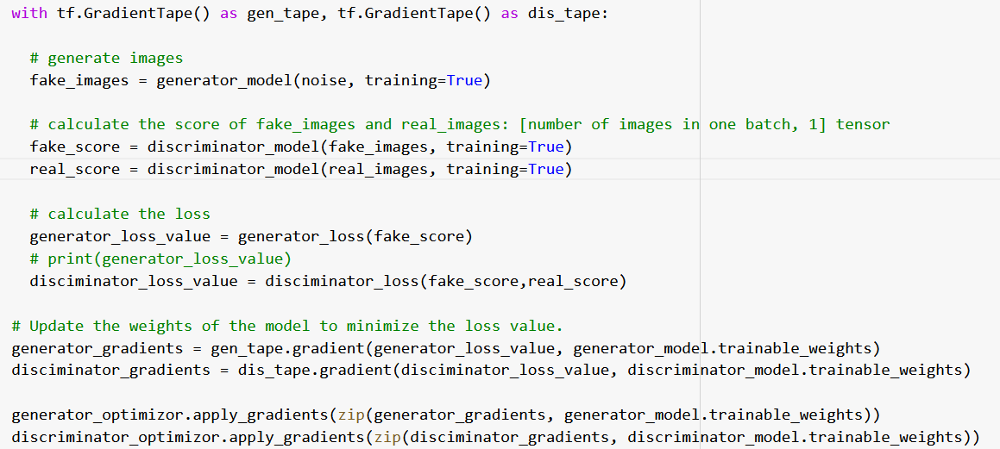 with tf.GradientTape() as gen_tape, tf.GradientTape() as dis_tape:
# generate images
fake_images = generator_model(noise, training=True)
# calculate the score of fake_images and real_images: [number of images in one batch, 1] tensor
fake_score = discriminator_model(fake_images, training=True)
real_score = discriminator_model(real_images, training=True)
# calculate the loss
generator_loss_value = generator_loss(fake_score)
# print(generator_loss_value)
disciminator_loss_value = disciminator_loss(fake_score,real_score)
# Update the weights of the model to minimize the loss value.
generator_gradients = gen_tape.gradient(generator_loss_value, generator_model.trainable_weights)
disciminator_gradients = dis_tape.gradient(disciminator_loss_value, discriminator_model.trainable_weights)
generator_optimizor.apply_gradients(zip(generator_gradients, generator_model.trainable_weights))
discriminator_optimizor.apply_gradients(zip(disciminator_gradients, discriminator_model.trainable_weights))